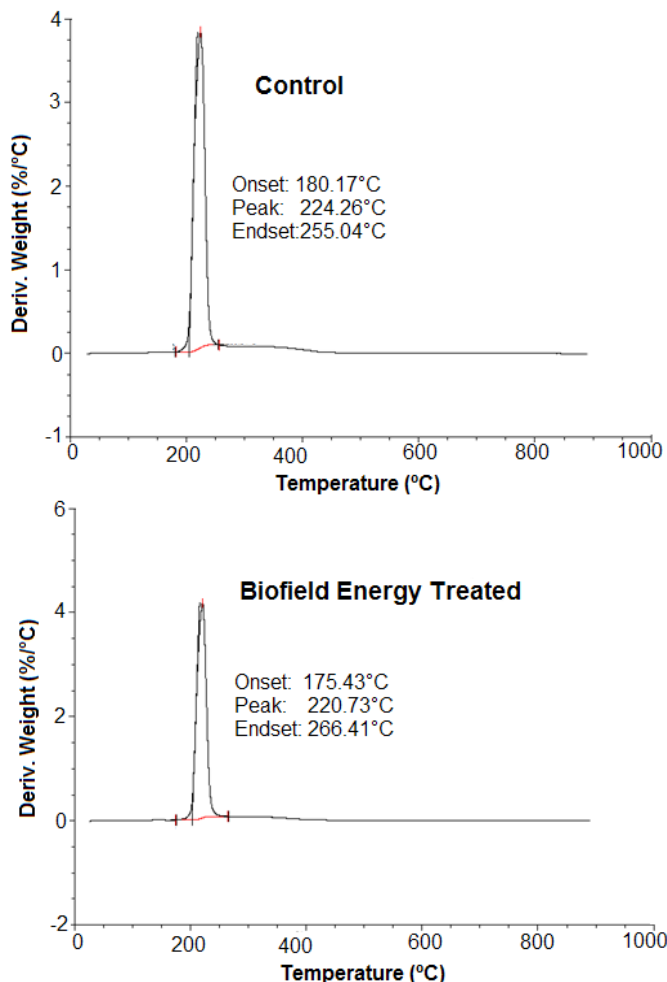 4
3
2
1
0
-1
Deriv. Weight (%/°C)
Control
Onset: 180.17°C
Peak: 224.26°C
Endset:255.04°C
0
200
400
600
800
1000
Temperature (ºC)
6
4
2
0
-2
Deriv. Weight (%/°C)
Biofield Energy Treated
Onset: 175.43°C
Peak: 220.73°C
Endset: 266.41°C
0
200
400
600
800
1000
Temperature (ºC)